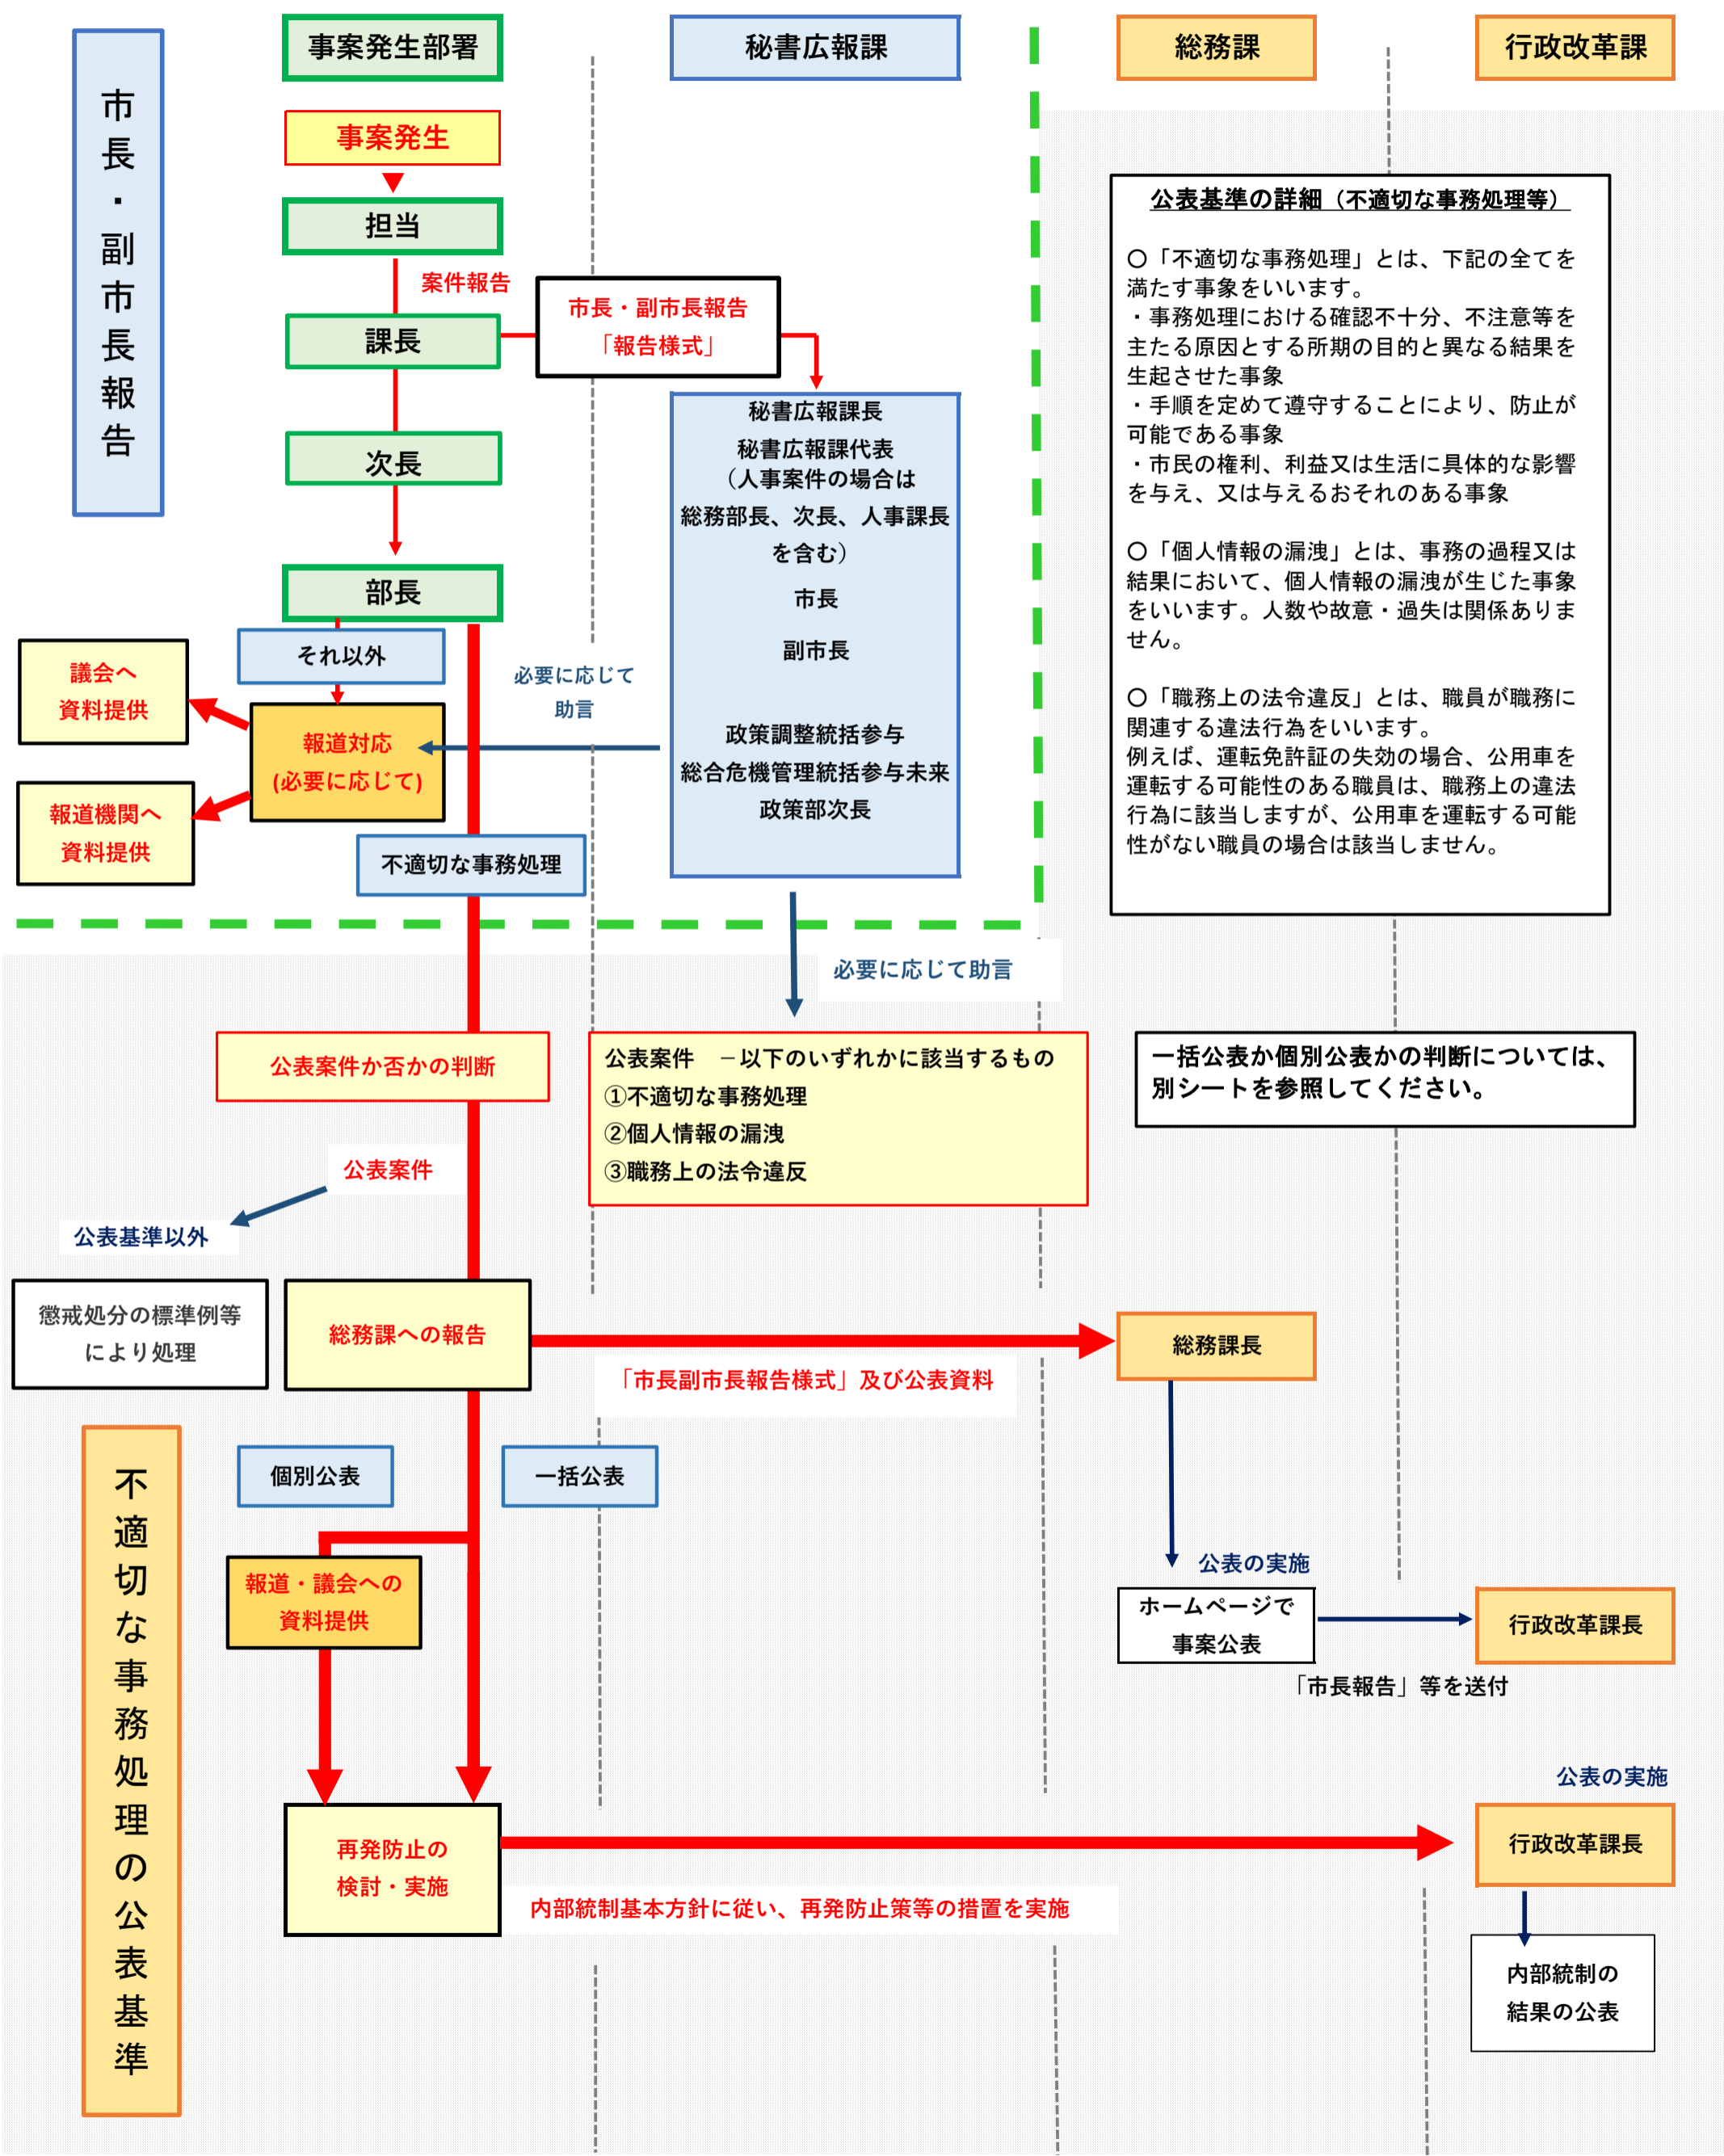 市長・副市長報告
事案発生部署
秘書広報課
総務課
行政改革課
事案発生
担当
案件報告
課長
市長・副市長報告
「報告様式」
次長
部長
秘書広報課長
秘書広報課代表
（人事案件の場合は
総務部長、次長、人事課長
を含む）
市長
副市長
政策調整統括参与
総合危機管理統括参与未来
政策部次長
それ以外
議会へ
資料提供
報道対応
(必要に応じて)
必要に応じて
助言
報道機関へ
資料提供
不適切な事務処理
公表基準の詳細（不適切な事務処理等）
〇「不適切な事務処理」とは、下記の全てを
満たす事象をいいます。
・事務処理における確認不十分、不注意等を
主たる原因とする所期の目的と異なる結果を
生起させた事象
・手順を定めて遵守することにより、防止が
可能である事象
・市民の権利、利益又は生活に具体的な影響
を与え、又は与えるおそれのある事象
〇「個人情報の漏洩」とは、事務の過程又は
結果において、個人情報の漏洩が生じた事象
をいいます。人数や故意・過失は関係ありま
せん。
〇「職務上の法令違反」とは、職員が職務に
関連する違法行為をいいます。
例えば、運転免許証の失効の場合、公用車を
運転する可能性のある職員は、職務上の違法
行為に該当しますが、公用車を運転する可能
性がない職員の場合は該当しません。
必要に応じて助言
公表案件か否かの判断
公表案件　－以下のいずれかに該当するもの
①不適切な事務処理
②個人情報の漏洩
③職務上の法令違反
一括公表か個別公表かの判断については、
別シートを参照してください。
公表案件
公表基準以外
懲戒処分の標準例等
により処理
総務課への報告
「市長副市長報告様式」及び公表資料
総務課長
不適切な事務処理の公表基準
個別公表
一括公表
報道・議会への
資料提供
公表の実施
ホームページで
事案公表
行政改革課長
「市長報告」等を送付
再発防止の
検討・実施
内部統制基本方針に従い、再発防止策等の措置を実施
公表の実施
行政改革課長
内部統制の
結果の公表